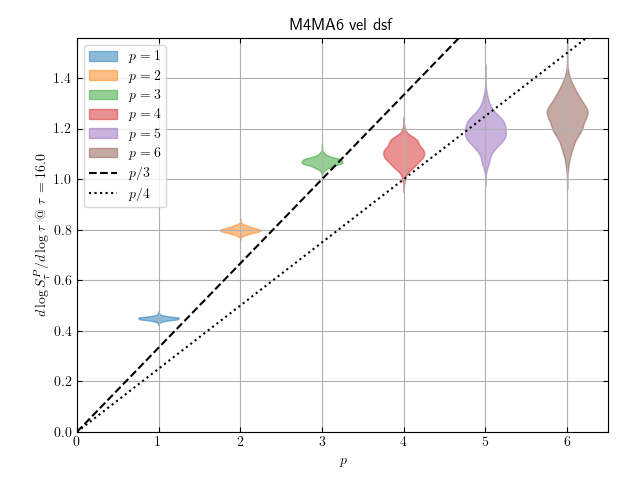 M4MA6 vel dsf
d log S_τ^P / d log τ @ τ = 16.0
1.4
1.2
1.0
0.8
0.6
0.4
0.2
0.0
p = 1
p = 2
p = 3
p = 4
p = 5
p = 6
p/3
p/4
0 1 2 3 4 5 6
p